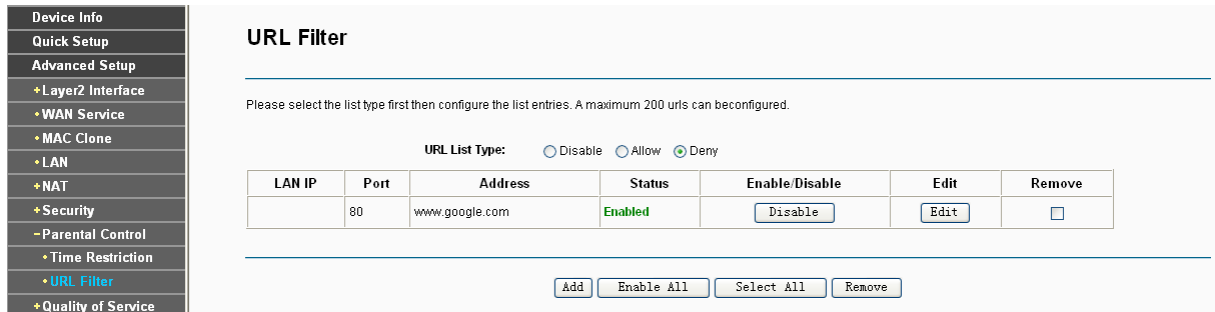 Device Info
Quick Setup
Advanced Setup
+Layer2 Interface
•WAN Service
•MAC Clone
•LAN
+NAT
+Security
−Parental Control
•Time Restriction
•URL Filter
+Quality of Service
URL Filter
Please select the list type first then configure the list entries. A maximum 200 urls can beconfigured.
URL List Type: Disable Allow Deny
LAN IP Port Address Status Enable/Disable Edit Remove
80 www.google.com Enabled Disable Edit
Add Enable All Select All Remove